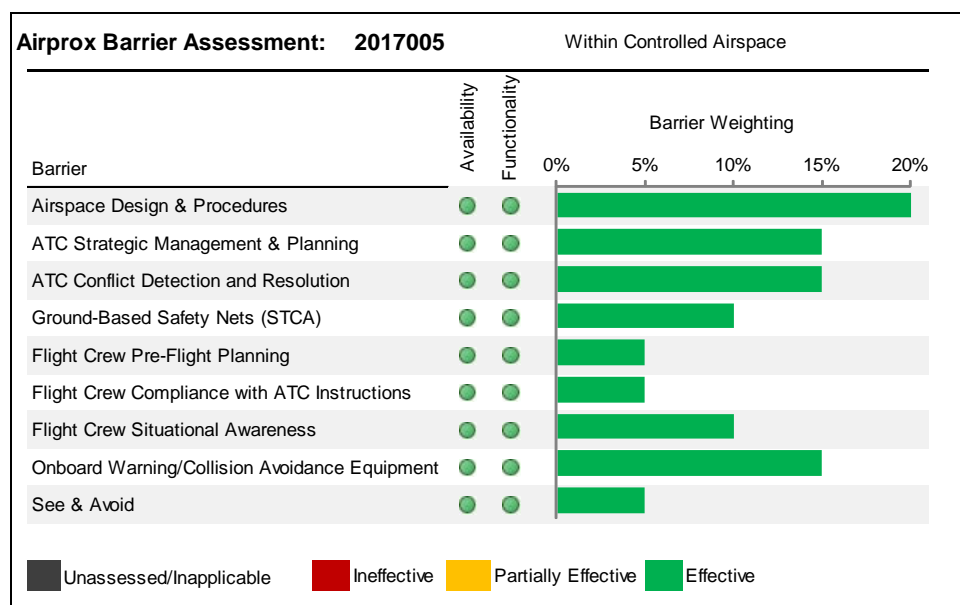 Airprox Barrier Assessment: 2017005 Within Controlled Airspace
Availability
Functionality
Barrier Weighting
Barrier
0% 5% 10% 15% 20%
Airspace Design & Procedures
ATC Strategic Management & Planning
ATC Conflict Detection and Resolution
Ground-Based Safety Nets (STCA)
Flight Crew Pre-Flight Planning
Flight Crew Compliance with ATC Instructions
Flight Crew Situational Awareness
Onboard Warning/Collision Avoidance Equipment
See & Avoid
Unassessed/Inapplicable Ineffective Partially Effective Effective